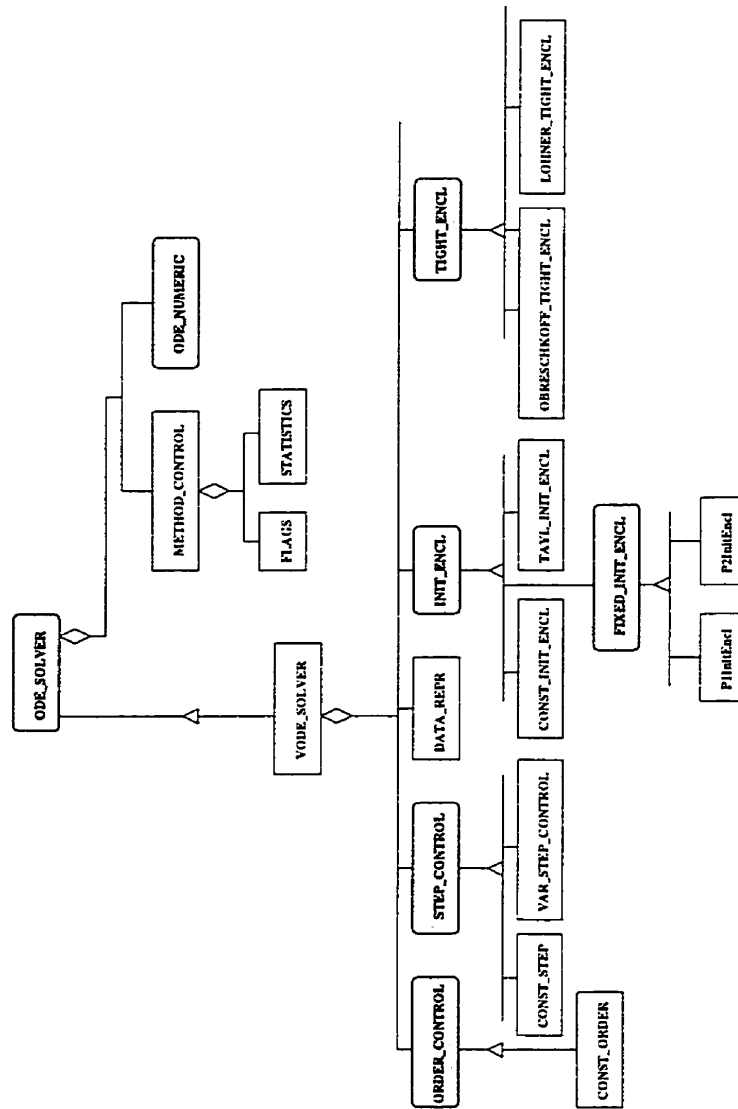 ODE_SOLVER
METHOD_CONTROL
ODE_NUMERIC
FLAGS
STATISTICS
VODE_SOLVER
ORDER_CONTROL
STEP_CONTROL
DATA_REPR
INIT_ENCL
TIGHT_ENCL
CONST_ORDER
CONST_STEP
VAR_STEP_CONTROL
CONST_INIT_ENCL
TAYL_INIT_ENCL
OBRESCHKOFF_TIGHT_ENCL
LOHNER_TIGHT_ENCL
FIXED_INIT_ENCL
P1InitEncl
P2InitEncl